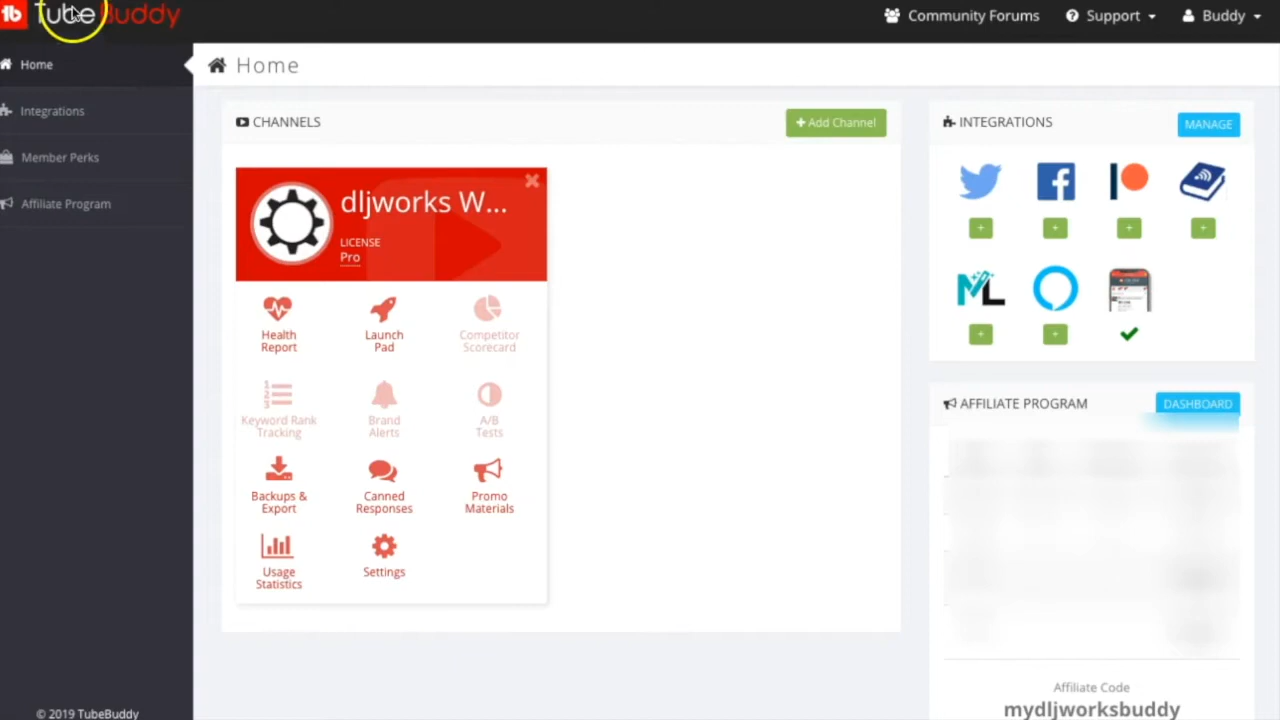 TubeBuddy
Community Forums
Support
Buddy
Home
Integrations
Member Perks
Affiliate Program
© 2019 TubeBuddy
Home
CHANNELS
+ Add Channel
dljworks W...
LICENSE
Pro
Health
Report
Launch
Pad
Competitor
Scorecard
Keyword Rank
Tracking
Brand
Alerts
A/B
Tests
Backups &
Export
Canned
Responses
Promo
Materials
Usage
Statistics
Settings
INTEGRATIONS
MANAGE
ML
AFFILIATE PROGRAM
DASHBOARD
Affiliate Code
mydljworksbuddy